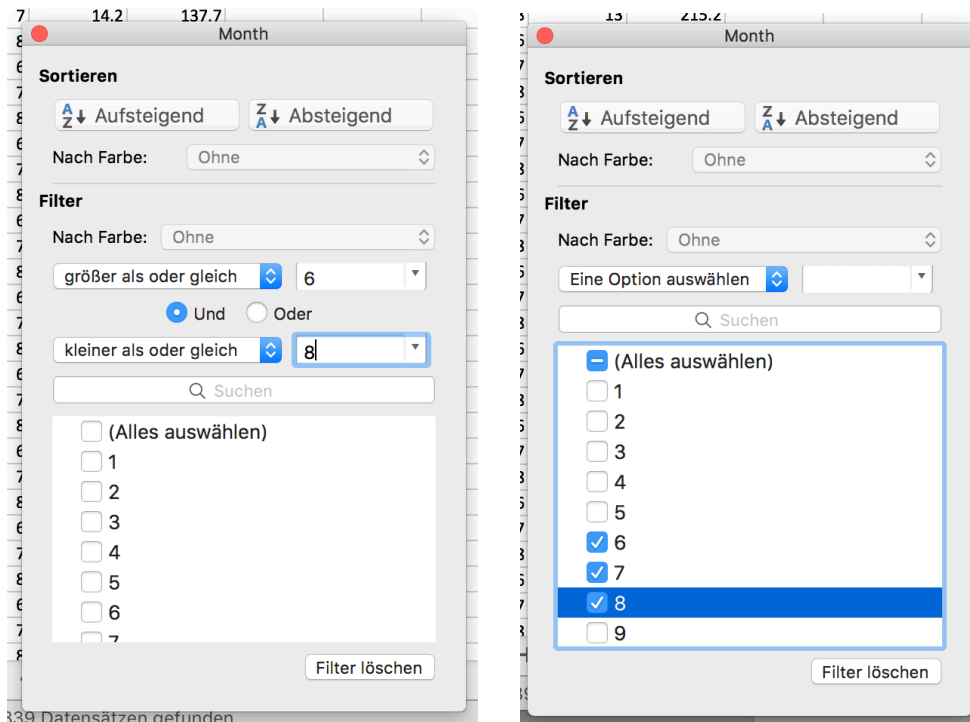 7 14.2 137.7
Month
Sortieren
Aufsteigend
Absteigend
Nach Farbe: Ohne
Filter
Nach Farbe: Ohne
größer als oder gleich 6
Und Oder
kleiner als oder gleich 8
Suchen
(Alles auswählen)
1
2
3
4
5
6
7
Filter löschen
339 Datensätzen gefunden
13 215.2
Month
Sortieren
Aufsteigend
Absteigend
Nach Farbe: Ohne
Filter
Nach Farbe: Ohne
Eine Option auswählen
Suchen
(Alles auswählen)
1
2
3
4
5
6
7
8
9
Filter löschen